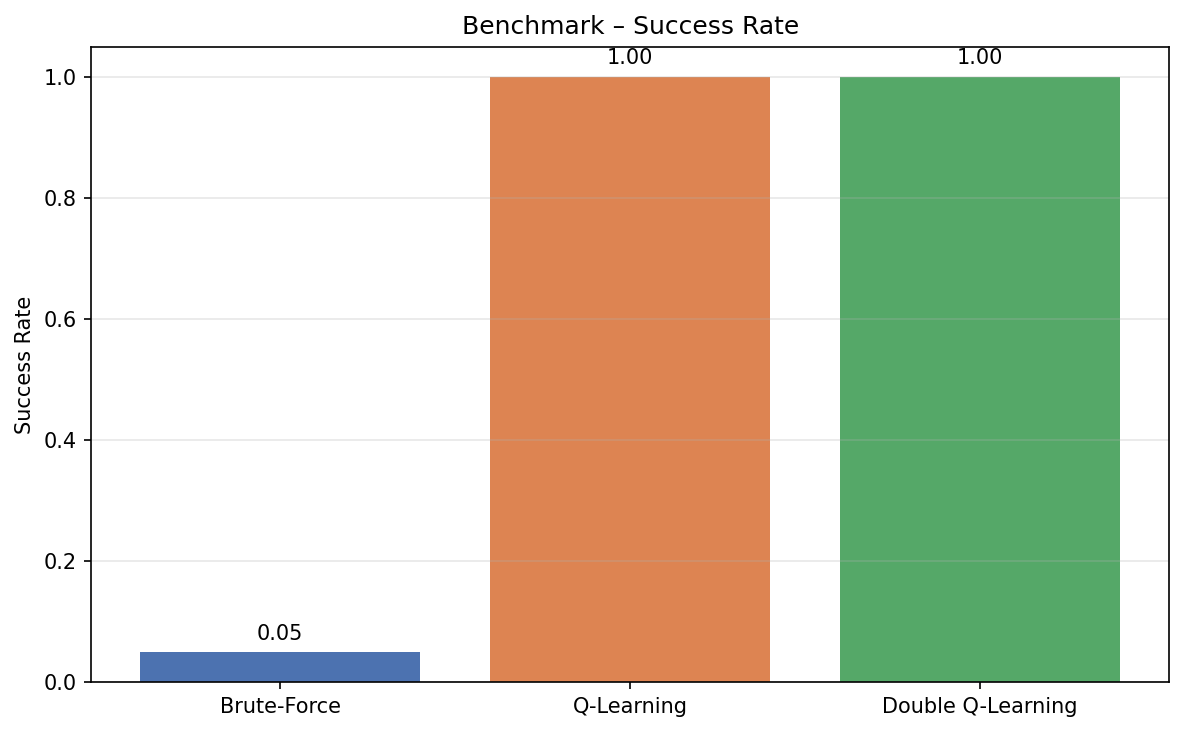 Benchmark – Success Rate
Success Rate
1.0
0.8
0.6
0.4
0.2
0.0
0.05
1.00
1.00
Brute-Force
Q-Learning
Double Q-Learning